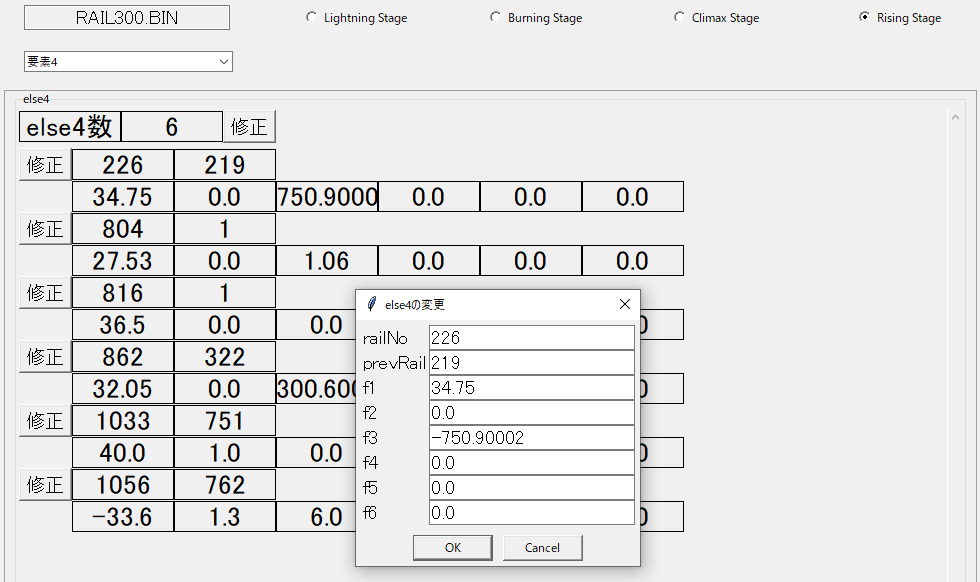 RAIL300.BIN Lightning Stage Burning Stage Climax Stage Rising Stage
要素4
else4
else4数 6 修正
修正 226 219
34.75 0.0 750.9000 0.0 0.0 0.0
修正 804 1
27.53 0.0 1.06 0.0 0.0 0.0
修正 816 1
36.5 0.0 0.0
修正 862 322
32.05 0.0 300.600
修正 1033 751
40.0 1.0 0.0
修正 1056 762
-33.6 1.3 6.0
else4の変更
railNo 226
prevRail 219
f1 34.75
f2 0.0
f3 -750.90002
f4 0.0
f5 0.0
f6 0.0
OK Cancel